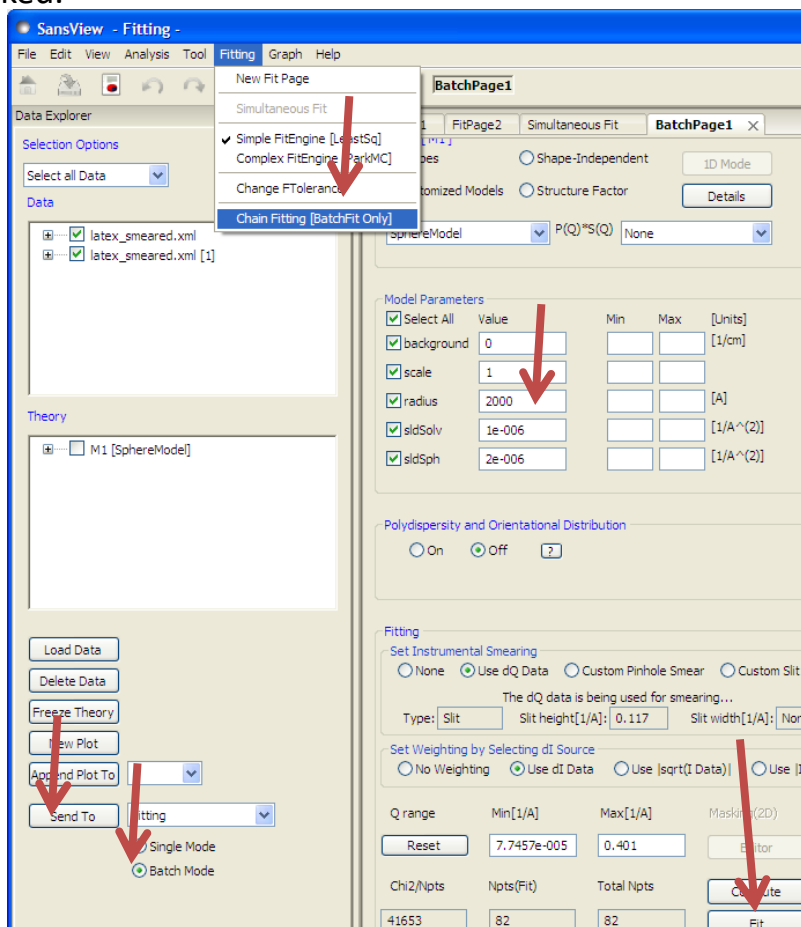 ked.
SansView - Fitting -
File Edit View Analysis Tool Fitting Graph Help
BatchPage1
New Fit Page
Simultaneous Fit
Simple FitEngine [LeastSq]
Complex FitEngine [ParkMC]
Change FTolerance
Chain Fitting [BatchFit Only]
Data Explorer
Selection Options
Select all Data
Data
latex_smeared.xml
latex_smeared.xml [1]
Theory
M1 [SphereModel]
Load Data
Delete Data
Freeze Theory
New Plot
Append Plot To
Send To Fitting
Single Mode
Batch Mode
1 FitPage2 Simultaneous Fit BatchPage1
Shape-Independent 1D Mode
Models Structure Factor Details
SphereModel P(Q)*S(Q) None
Model Parameters
Select All Value Min Max [Units]
background 0 [1/cm]
scale 1
radius 2000 [A]
sldSolv 1e-006 [1/A^(2)]
sldSph 2e-006 [1/A^(2)]
Polydispersity and Orientational Distribution
On Off ?
Fitting
Set Instrumental Smearing
None Use dQ Data Custom Pinhole Smear Custom Slit
The dQ data is being used for smearing...
Type: Slit Slit height[1/A]: 0.117 Slit width[1/A]: Non
Set Weighting by Selecting dI Source
No Weighting Use dI Data Use |sqrt(I Data)| Use |I
Q range Min[1/A] Max[1/A] Masking(2D)
Reset 7.7457e-005 0.401 Editor
Chi2/Npts Npts(Fit) Total Npts Compute
41653 82 82 Fit